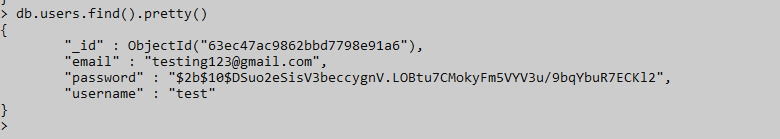 }
> db.users.find().pretty()
{
"_id" : ObjectId("63ec47ac9862bbd7798e91a6"),
"email" : "testing123@gmail.com",
"password" : "$2b$10$DSuo2eSisV3beccygnV.LOBtu7CMokyFm5VYV3u/9bqYbuR7ECKl2",
"username" : "test"
}
>